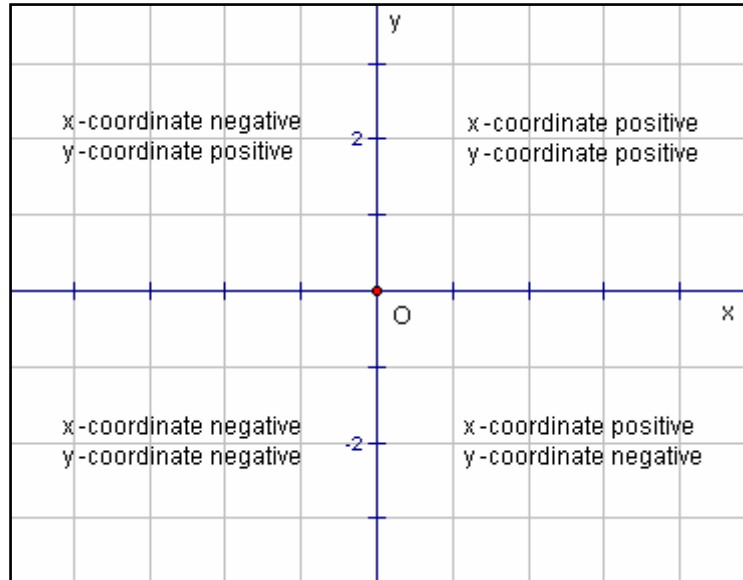 y
x-coordinate negative
y-coordinate positive
2
x-coordinate positive
y-coordinate positive
O
x
x-coordinate negative
y-coordinate negative
-2
x-coordinate positive
y-coordinate negative